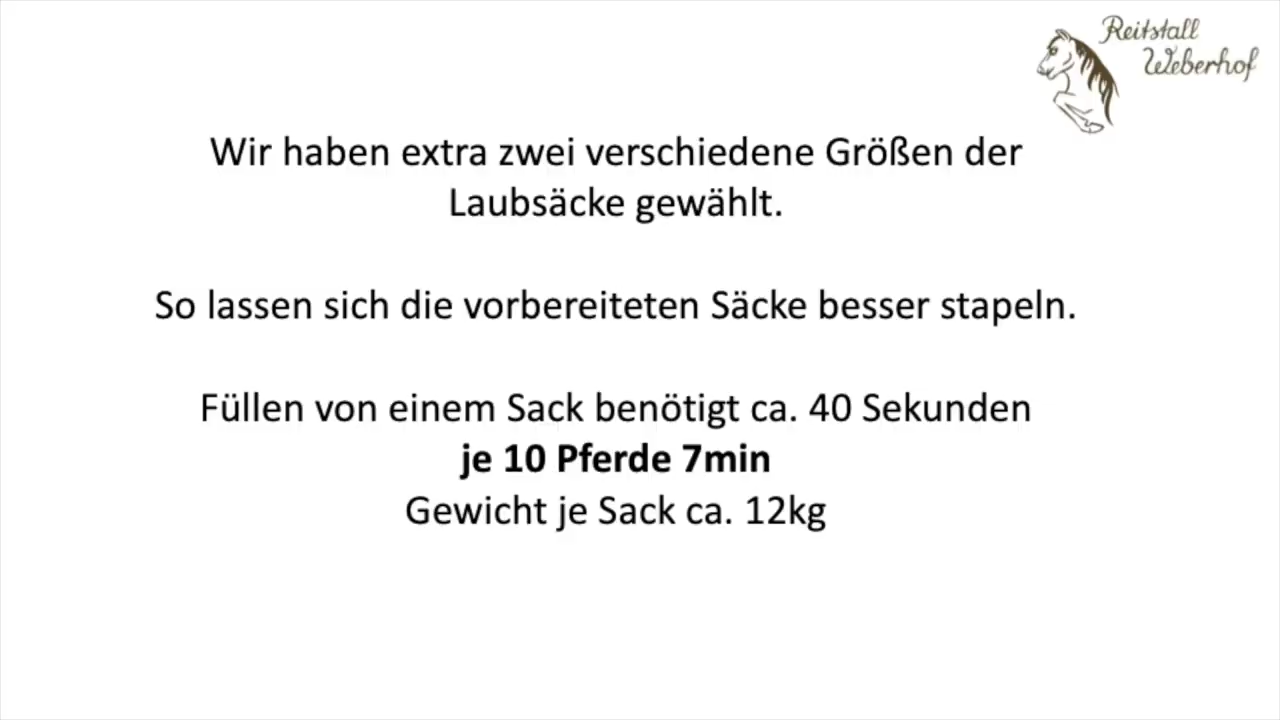 Reitstall
Weberhof
Wir haben extra zwei verschiedene Größen der
Laubsäcke gewählt.
So lassen sich die vorbereiteten Säcke besser stapeln.
Füllen von einem Sack benötigt ca. 40 Sekunden
je 10 Pferde 7min
Gewicht je Sack ca. 12kg